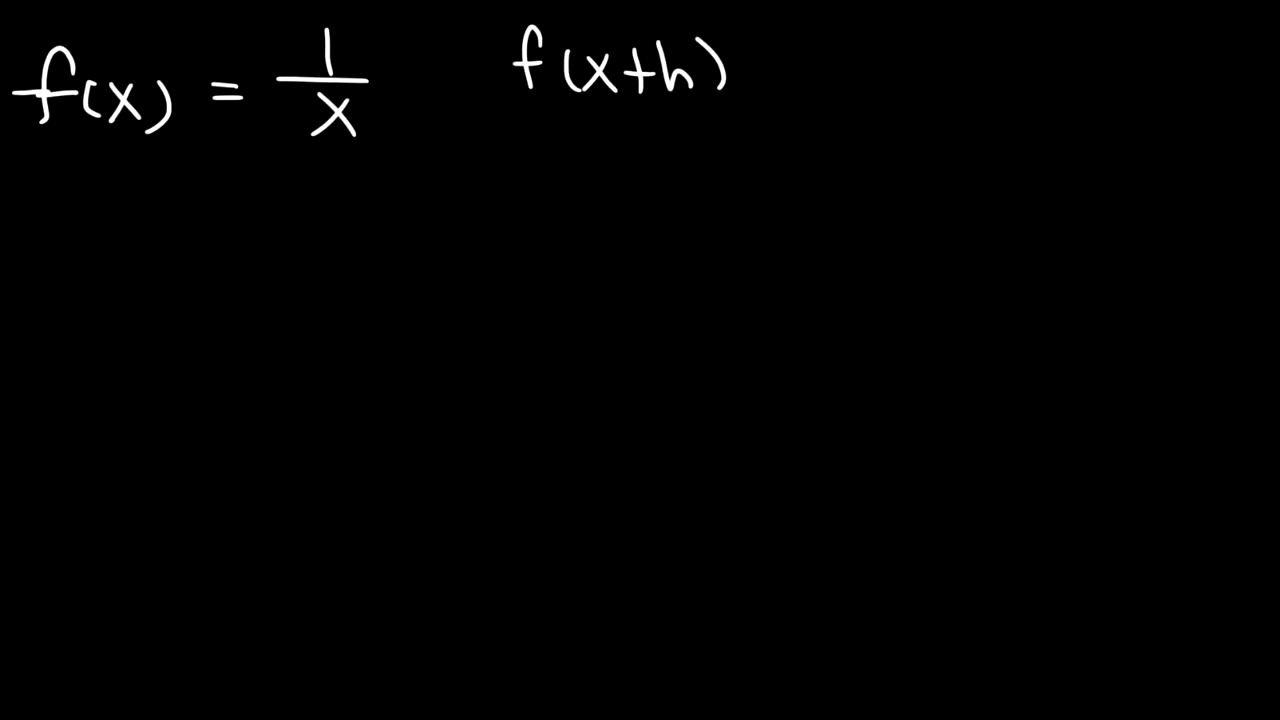 f(x) = 1/x f(x+h)